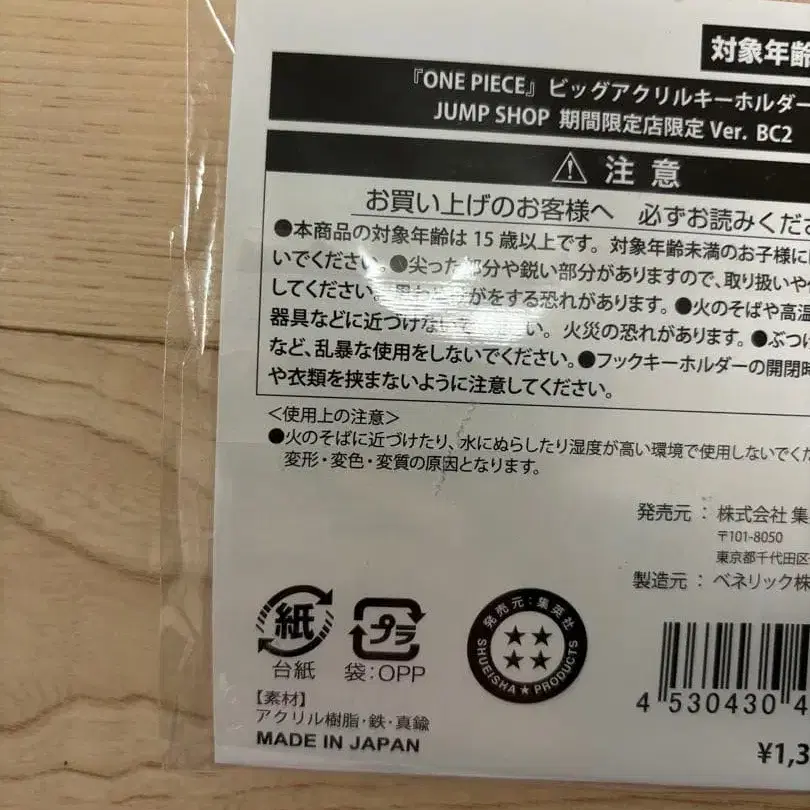 対象年齢
『ONE PIECE』ビッグアクリルキーホルダー
JUMP SHOP 期間限定店限定 Ver. BC2
注 意
お買い上げのお客様へ 必ずお読みくださ
●本商品の対象年齢は 15 歳以上です。対象年齢未満のお子様には
いでください。●尖った部分や鋭い部分がありますので、取り扱いや
してください。思わぬけがをする恐れがあります。●火のそばや高温
器具などに近づけないでください。火災の恐れがあります。●ぶつけ
など、乱暴な使用をしないでください。●フックキーホルダーの開閉時
や衣類を挟まないように注意してください。
＜使用上の注意＞
●火のそばに近づけたり、水にぬらしたり湿度が高い環境で使用しないでくだ
変形・変色・変質の原因となります。
発売元 : 株式会社 集
〒101-8050
東京都千代田区
製造元 : ベネリック株
紙
台紙
プラ
袋:OPP
発売元:集英社
SHUEISHA★PRODUCTS
【素材】
アクリル樹脂・鉄・真鍮
MADE IN JAPAN
4 530430 4
¥1,3